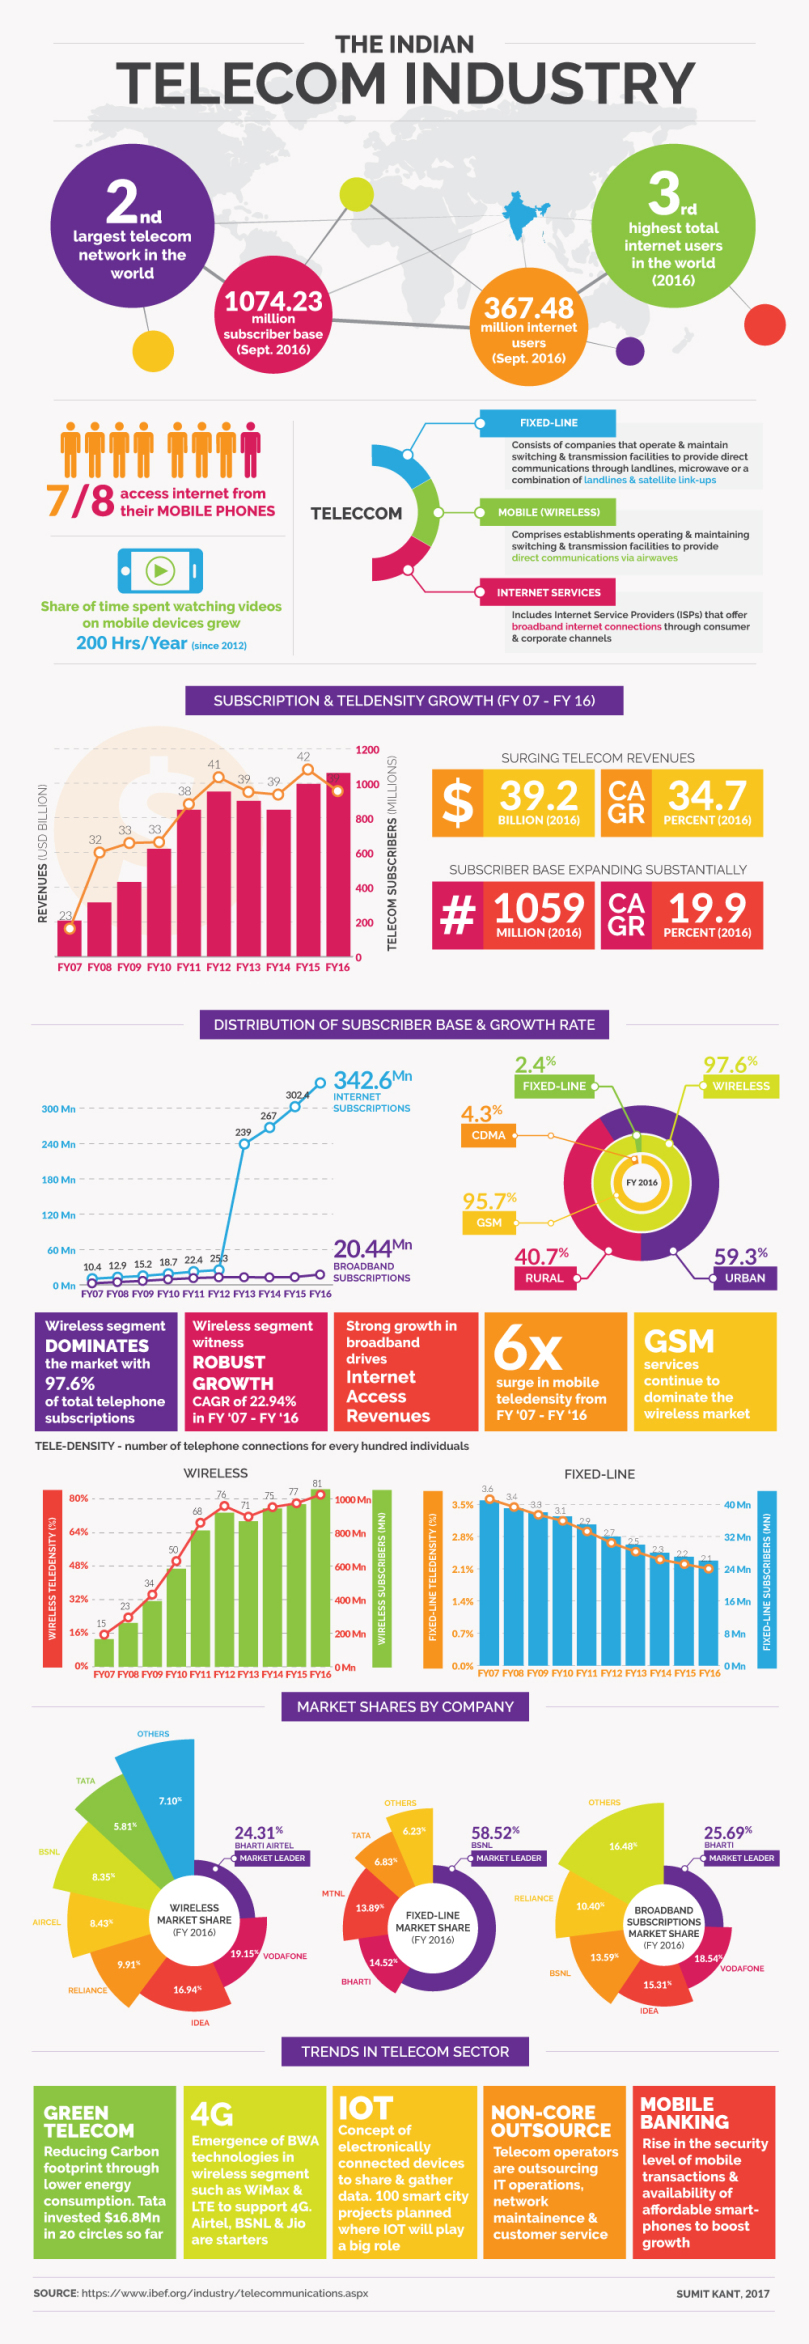 THE INDIAN
TELECOM INDUSTRY
2nd
largest telecom
network in the
world
3rd
highest total
internet users
in the world
(2016)
1074.23
million
subscriber base
(Sept. 2016)
367.48
million internet
users
(Sept. 2016)
7/8 access internet from
their MOBILE PHONES
Share of time spent watching videos
on mobile devices grew
200 Hrs/Year (since 2012)
TELECCOM
FIXED-LINE
Consists of companies that operate & maintain
switching & transmission facilities to provide direct
communications through landlines, microwave or a
combination of landlines & satellite link-ups
MOBILE (WIRELESS)
Comprises establishments operating & maintaining
switching & transmission facilities to provide
direct communications via airwaves
INTERNET SERVICES
Includes Internet Service Providers (ISPs) that offer
broadband internet connections through consumer
& corporate channels
SUBSCRIPTION & TELDENSITY GROWTH (FY 07 - FY 16)
REVENUES (USD BILLION)
23
32
33
33
38
41
39
39
42
1200
1000
800
600
400
200
0
TELECOM SUBSCRIBERS (MILLIONS)
FY07 FY08 FY09 FY10 FY11 FY12 FY13 FY14 FY15 FY16
SURGING TELECOM REVENUES
$
39.2
BILLION (2016)
CA
GR
34.7
PERCENT (2016)
SUBSCRIBER BASE EXPANDING SUBSTANTIALLY
#
1059
MILLION (2016)
CA
GR
19.9
PERCENT (2016)
DISTRIBUTION OF SUBSCRIBER BASE & GROWTH RATE
300 Mn
240 Mn
180 Mn
120 Mn
60 Mn
0 Mn
10.4 12.9 15.2 18.7 22.4 25.3
239
267
302.4
342.6Mn
INTERNET
SUBSCRIPTIONS
20.44Mn
BROADBAND
SUBSCRIPTIONS
FY07 FY08 FY09 FY10 FY11 FY12 FY13 FY14 FY15 FY16
2.4%
FIXED-LINE
97.6%
WIRELESS
4.3%
CDMA
FY 2016
95.7%
GSM
40.7%
RURAL
59.3%
URBAN
Wireless segment
DOMINATES
the market with
97.6%
of total telephone
subscriptions
Wireless segment
witness
ROBUST
GROWTH
CAGR of 22.94%
in FY '07 - FY '16
Strong growth in
broadband
drives
Internet
Access
Revenues
6x
surge in mobile
teledensity from
FY '07 - FY '16
GSM
services
continue to
dominate the
wireless market
TELE-DENSITY - number of telephone connections for every hundred individuals
WIRELESS
WIRELESS TELEDENSITY (%)
80%
64%
48%
32%
16%
0%
15
23
34
50
68
76
71
75
77
81
1000 Mn
800 Mn
600 Mn
400 Mn
200 Mn
0 Mn
WIRELESS SUBSCRIBERS (MN)
FY07 FY08 FY09 FY10 FY11 FY12 FY13 FY14 FY15 FY16
FIXED-LINE
FIXED-LINE TELEDENSITY (%)
3.5%
2.8%
2.1%
1.4%
0.7%
0.0%
3.6
3.4
3.3
3.1
2.9
2.7
2.5
2.3
2.2
2.1
40 Mn
32 Mn
24 Mn
16 Mn
8 Mn
0 Mn
FIXED-LINE SUBSCRIBERS (MN)
FY07 FY08 FY09 FY10 FY11 FY12 FY13 FY14 FY15 FY16
MARKET SHARES BY COMPANY
OTHERS
7.10%
TATA
5.81%
BSNL
8.35%
AIRCEL
8.43%
RELIANCE
9.91%
IDEA
16.94%
19.15% VODAFONE
24.31%
BHARTI AIRTEL
MARKET LEADER
WIRELESS
MARKET SHARE
(FY 2016)
OTHERS
6.23%
TATA
6.83%
MTNL
13.89%
BHARTI
14.52%
58.52%
BSNL
MARKET LEADER
FIXED-LINE
MARKET SHARE
(FY 2016)
OTHERS
16.48%
RELIANCE
10.40%
BSNL
13.59%
IDEA
15.31%
18.54%
VODAFONE
25.69%
BHARTI
MARKET LEADER
BROADBAND
SUBSCRIPTIONS
MARKET SHARE
(FY 2016)
TRENDS IN TELECOM SECTOR
GREEN
TELECOM
Reducing Carbon
footprint through
lower energy
consumption. Tata
invested $16.8Mn
in 20 circles so far
4G
Emergence of BWA
technologies in
wireless segment
such as WiMax &
LTE to support 4G.
Airtel, BSNL & Jio
are starters
IOT
Concept of
electronically
connected devices
to share & gather
data. 100 smart city
projects planned
where IOT will play
a big role
NON-CORE
OUTSOURCE
Telecom operators
are outsourcing
IT operations,
network
maintainence &
customer service
MOBILE
BANKING
Rise in the security
level of mobile
transactions &
availability of
affordable smart-
phones to boost
growth
SOURCE: https://www.ibef.org/industry/telecommunications.aspx
SUMIT KANT, 2017